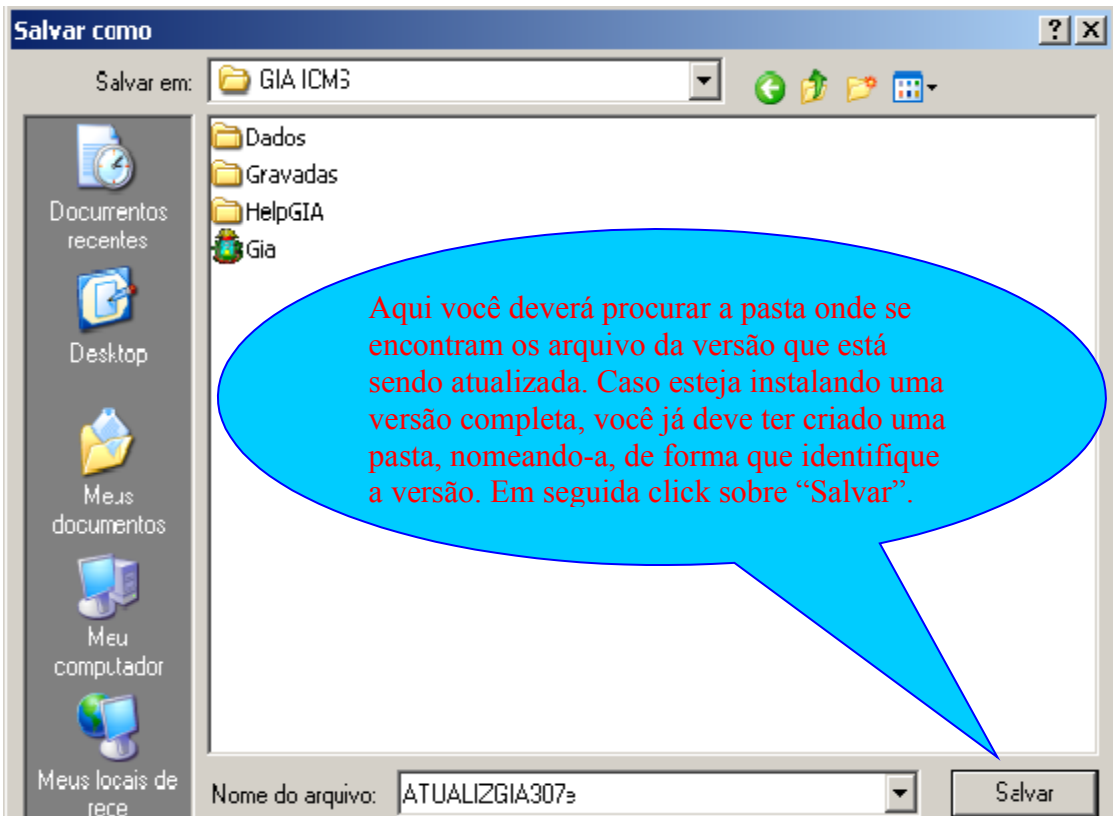 Salvar como
Salvar em:
GIA ICMS
Dados
Gravadas
HelpGIA
Gia
Documentos
recentes
Desktop
Meus
documentos
Meu
computador
Meus locais de
rece
Aqui você deverá procurar a pasta onde se
encontram os arquivo da versão que está
sendo atualizada. Caso esteja instalando uma
versão completa, você já deve ter criado uma
pasta, nomeando-a, de forma que identifique
a versão. Em seguida click sobre “Salvar”.
Nome do arquivo:
ATUALIZGIA307a
Salvar